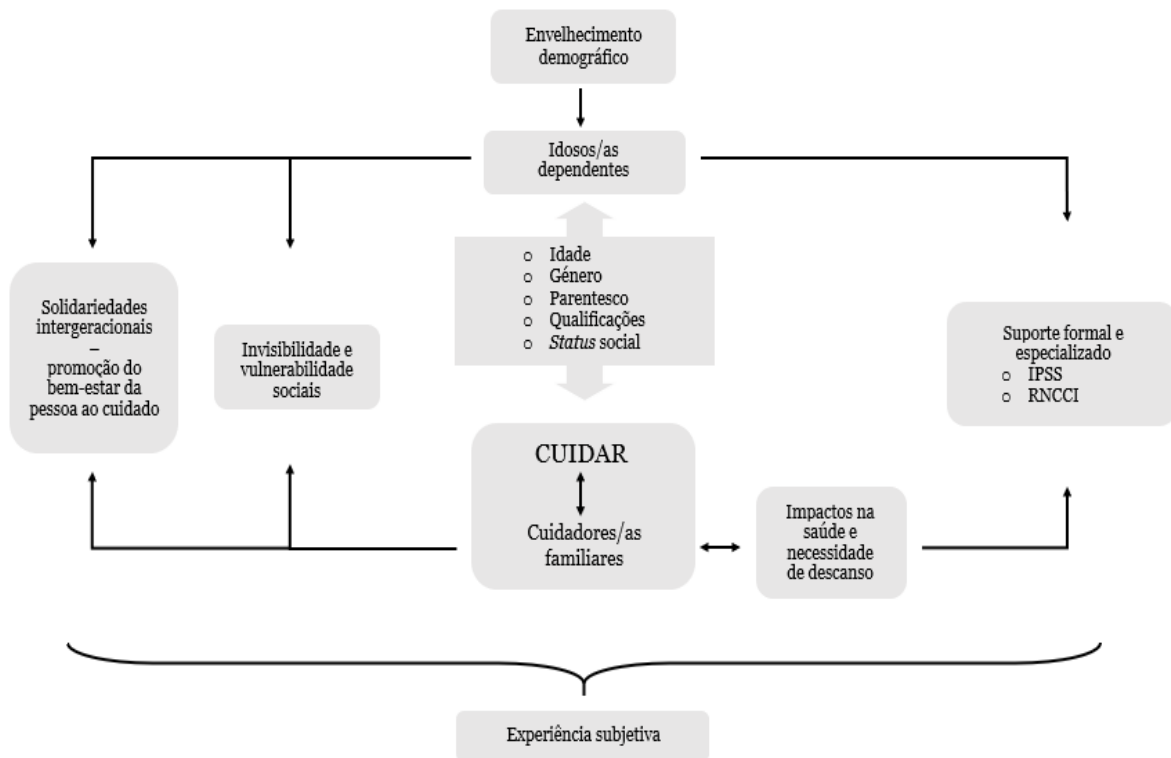 Envelhecimento
demográfico
Idosos/as
dependentes
o Idade
o Género
o Parentesco
o Qualificações
o Status social
Solidariedades
intergeracionais
–
promoção do
bem-estar da
pessoa ao cuidado
Invisibilidade e
vulnerabilidade
sociais
Suporte formal e
especializado
o IPSS
o RNCCI
CUIDAR
Cuidadores/as
familiares
Impactos na
saúde e
necessidade
de descanso
Experiência subjetiva